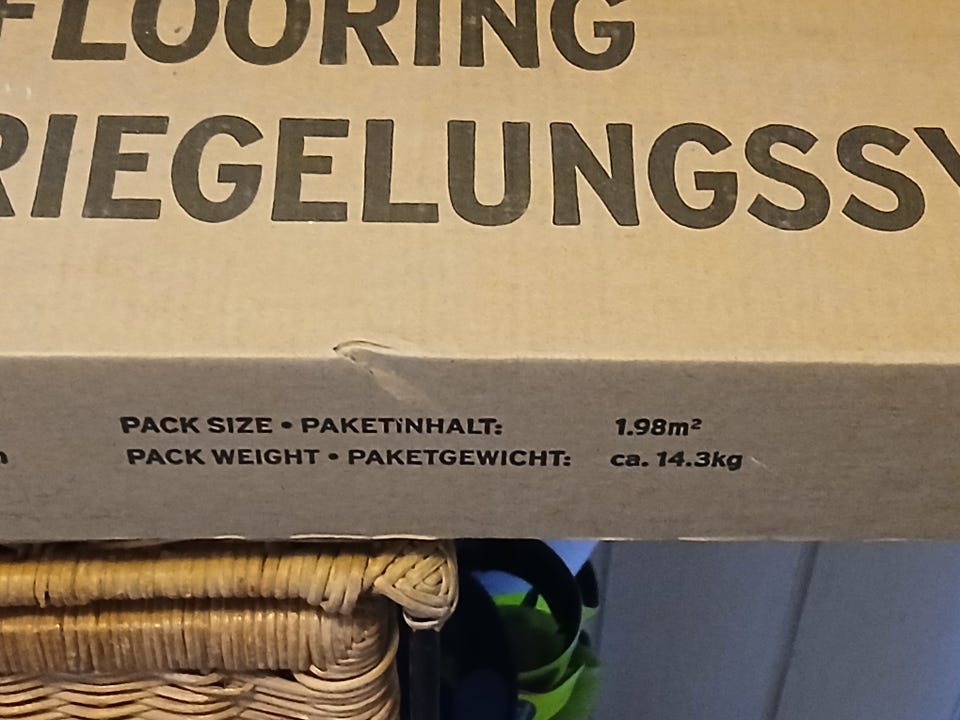 FLOORING
RIEGELUNGSSY
PACK SIZE • PAKETINHALT: 1.98m²
PACK WEIGHT • PAKETGEWICHT: ca. 14.3kg